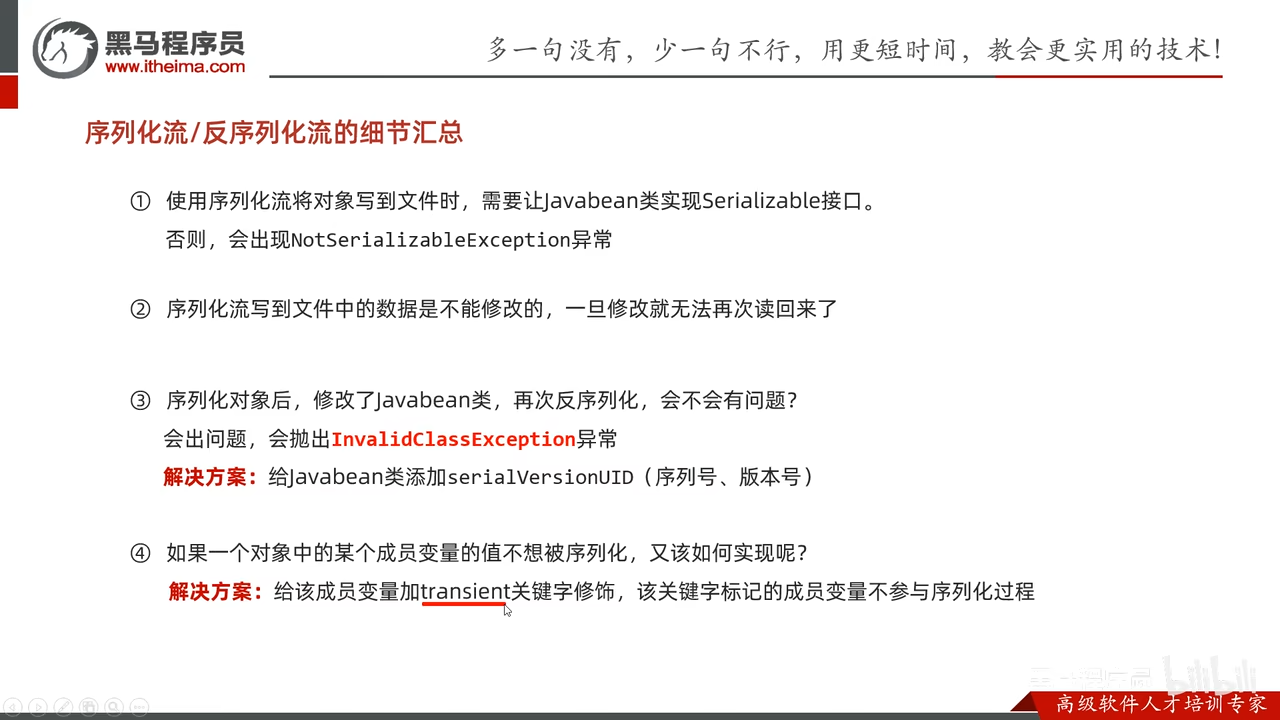 黑马程序员
www.itheima.com
多一句没有，少一句不行，用更短时间，教会更实用的技术！
序列化流/反序列化流的细节汇总
① 使用序列化流将对象写到文件时，需要让Javabean类实现Serializable接口。
否则，会出现NotSerializableException异常
② 序列化流写到文件中的数据是不能修改的，一旦修改就无法再次读回来了
③ 序列化对象后，修改了Javabean类，再次反序列化，会不会有问题？
会出问题，会抛出InvalidClassException异常
解决方案：给Javabean类添加serialVersionUID（序列号、版本号）
④ 如果一个对象中的某个成员变量的值不想被序列化，又该如何实现呢？
解决方案：给该成员变量加transient关键字修饰，该关键字标记的成员变量不参与序列化过程
黑马程序员 bilibili
高级软件人才培训专家